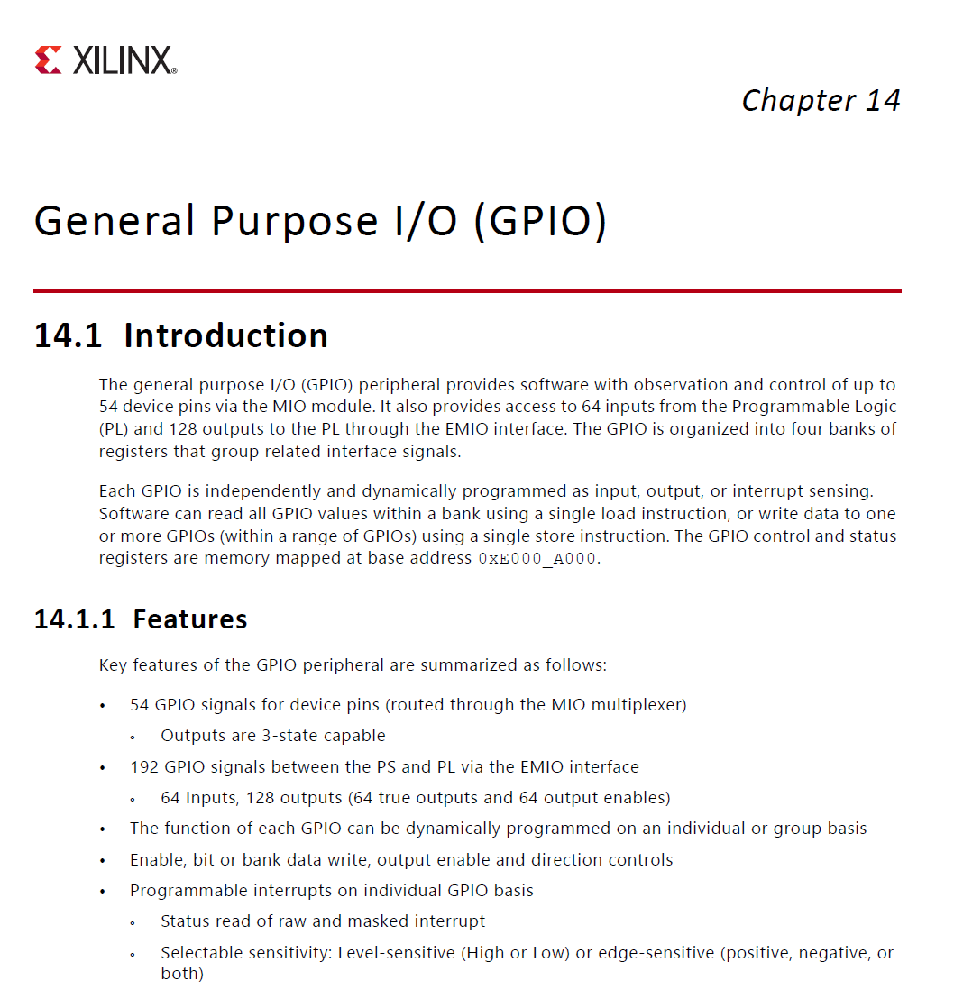 XILINX®
Chapter 14
General Purpose I/O (GPIO)
14.1 Introduction
The general purpose I/O (GPIO) peripheral provides software with observation and control of up to
54 device pins via the MIO module. It also provides access to 64 inputs from the Programmable Logic
(PL) and 128 outputs to the PL through the EMIO interface. The GPIO is organized into four banks of
registers that group related interface signals.
Each GPIO is independently and dynamically programmed as input, output, or interrupt sensing.
Software can read all GPIO values within a bank using a single load instruction, or write data to one
or more GPIOs (within a range of GPIOs) using a single store instruction. The GPIO control and status
registers are memory mapped at base address 0xE000_A000.
14.1.1 Features
Key features of the GPIO peripheral are summarized as follows:
• 54 GPIO signals for device pins (routed through the MIO multiplexer)
◦ Outputs are 3-state capable
• 192 GPIO signals between the PS and PL via the EMIO interface
◦ 64 Inputs, 128 outputs (64 true outputs and 64 output enables)
• The function of each GPIO can be dynamically programmed on an individual or group basis
• Enable, bit or bank data write, output enable and direction controls
• Programmable interrupts on individual GPIO basis
◦ Status read of raw and masked interrupt
◦ Selectable sensitivity: Level-sensitive (High or Low) or edge-sensitive (positive, negative, or
both)